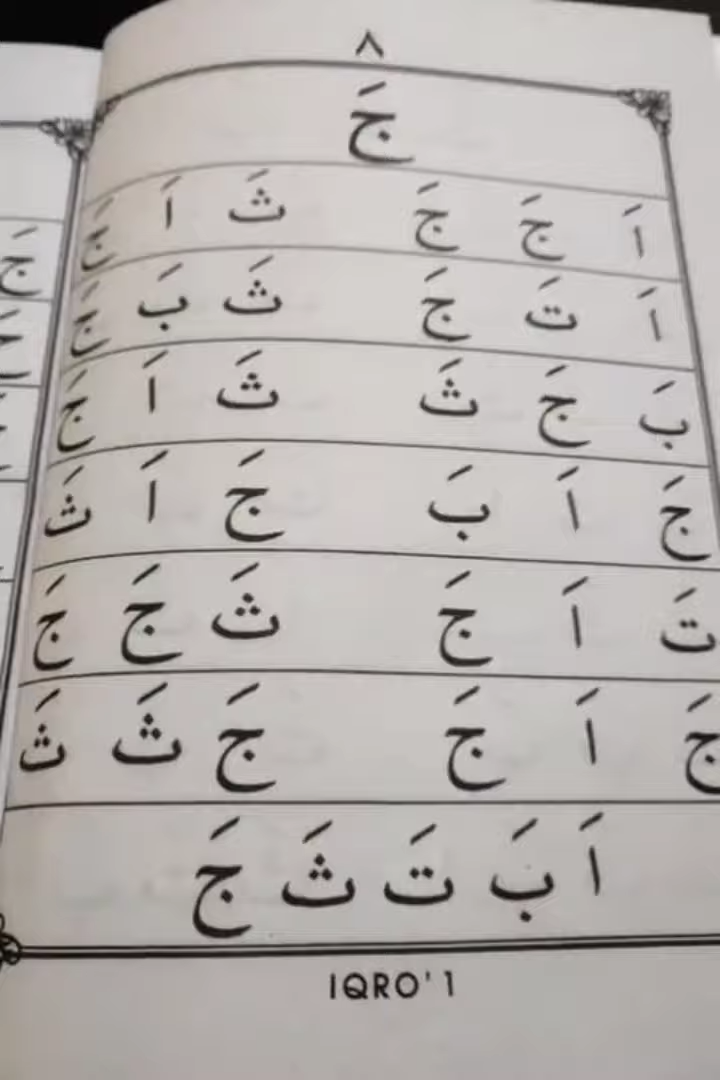 ٨
جَ
اَ جَ جَ ثَ اَ جَ
اَ تَ جَ ثَ بَ جَ
بَ جَ ثَ ثَ اَ جَ
جَ اَ بَ جَ اَ ثَ
تَ اَ جَ ثَ جَ جَ
جَ اَ جَ جَ ثَ ثَ
اَ بَ تَ ثَ جَ
IQRO' 1